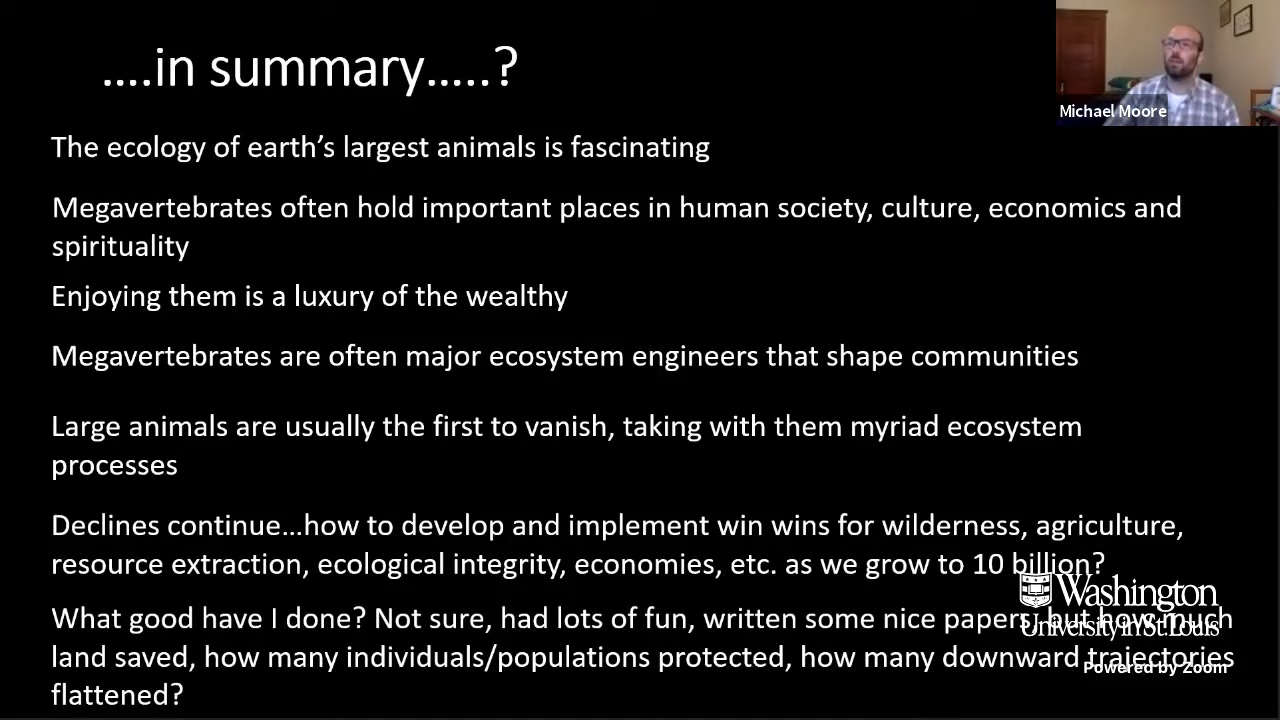 ….in summary…..?
Michael Moore
The ecology of earth's largest animals is fascinating
Megavertebrates often hold important places in human society, culture, economics and
spirituality
Enjoying them is a luxury of the wealthy
Megavertebrates are often major ecosystem engineers that shape communities
Large animals are usually the first to vanish, taking with them myriad ecosystem
processes
Declines continue…how to develop and implement win wins for wilderness, agriculture,
resource extraction, ecological integrity, economies, etc. as we grow to 10 billion?
What good have I done? Not sure, had lots of fun, written some nice papers, but how much
land saved, how many individuals/populations protected, how many downward trajectories
flattened?
Washington
University in St. Louis
Powered by Zoom